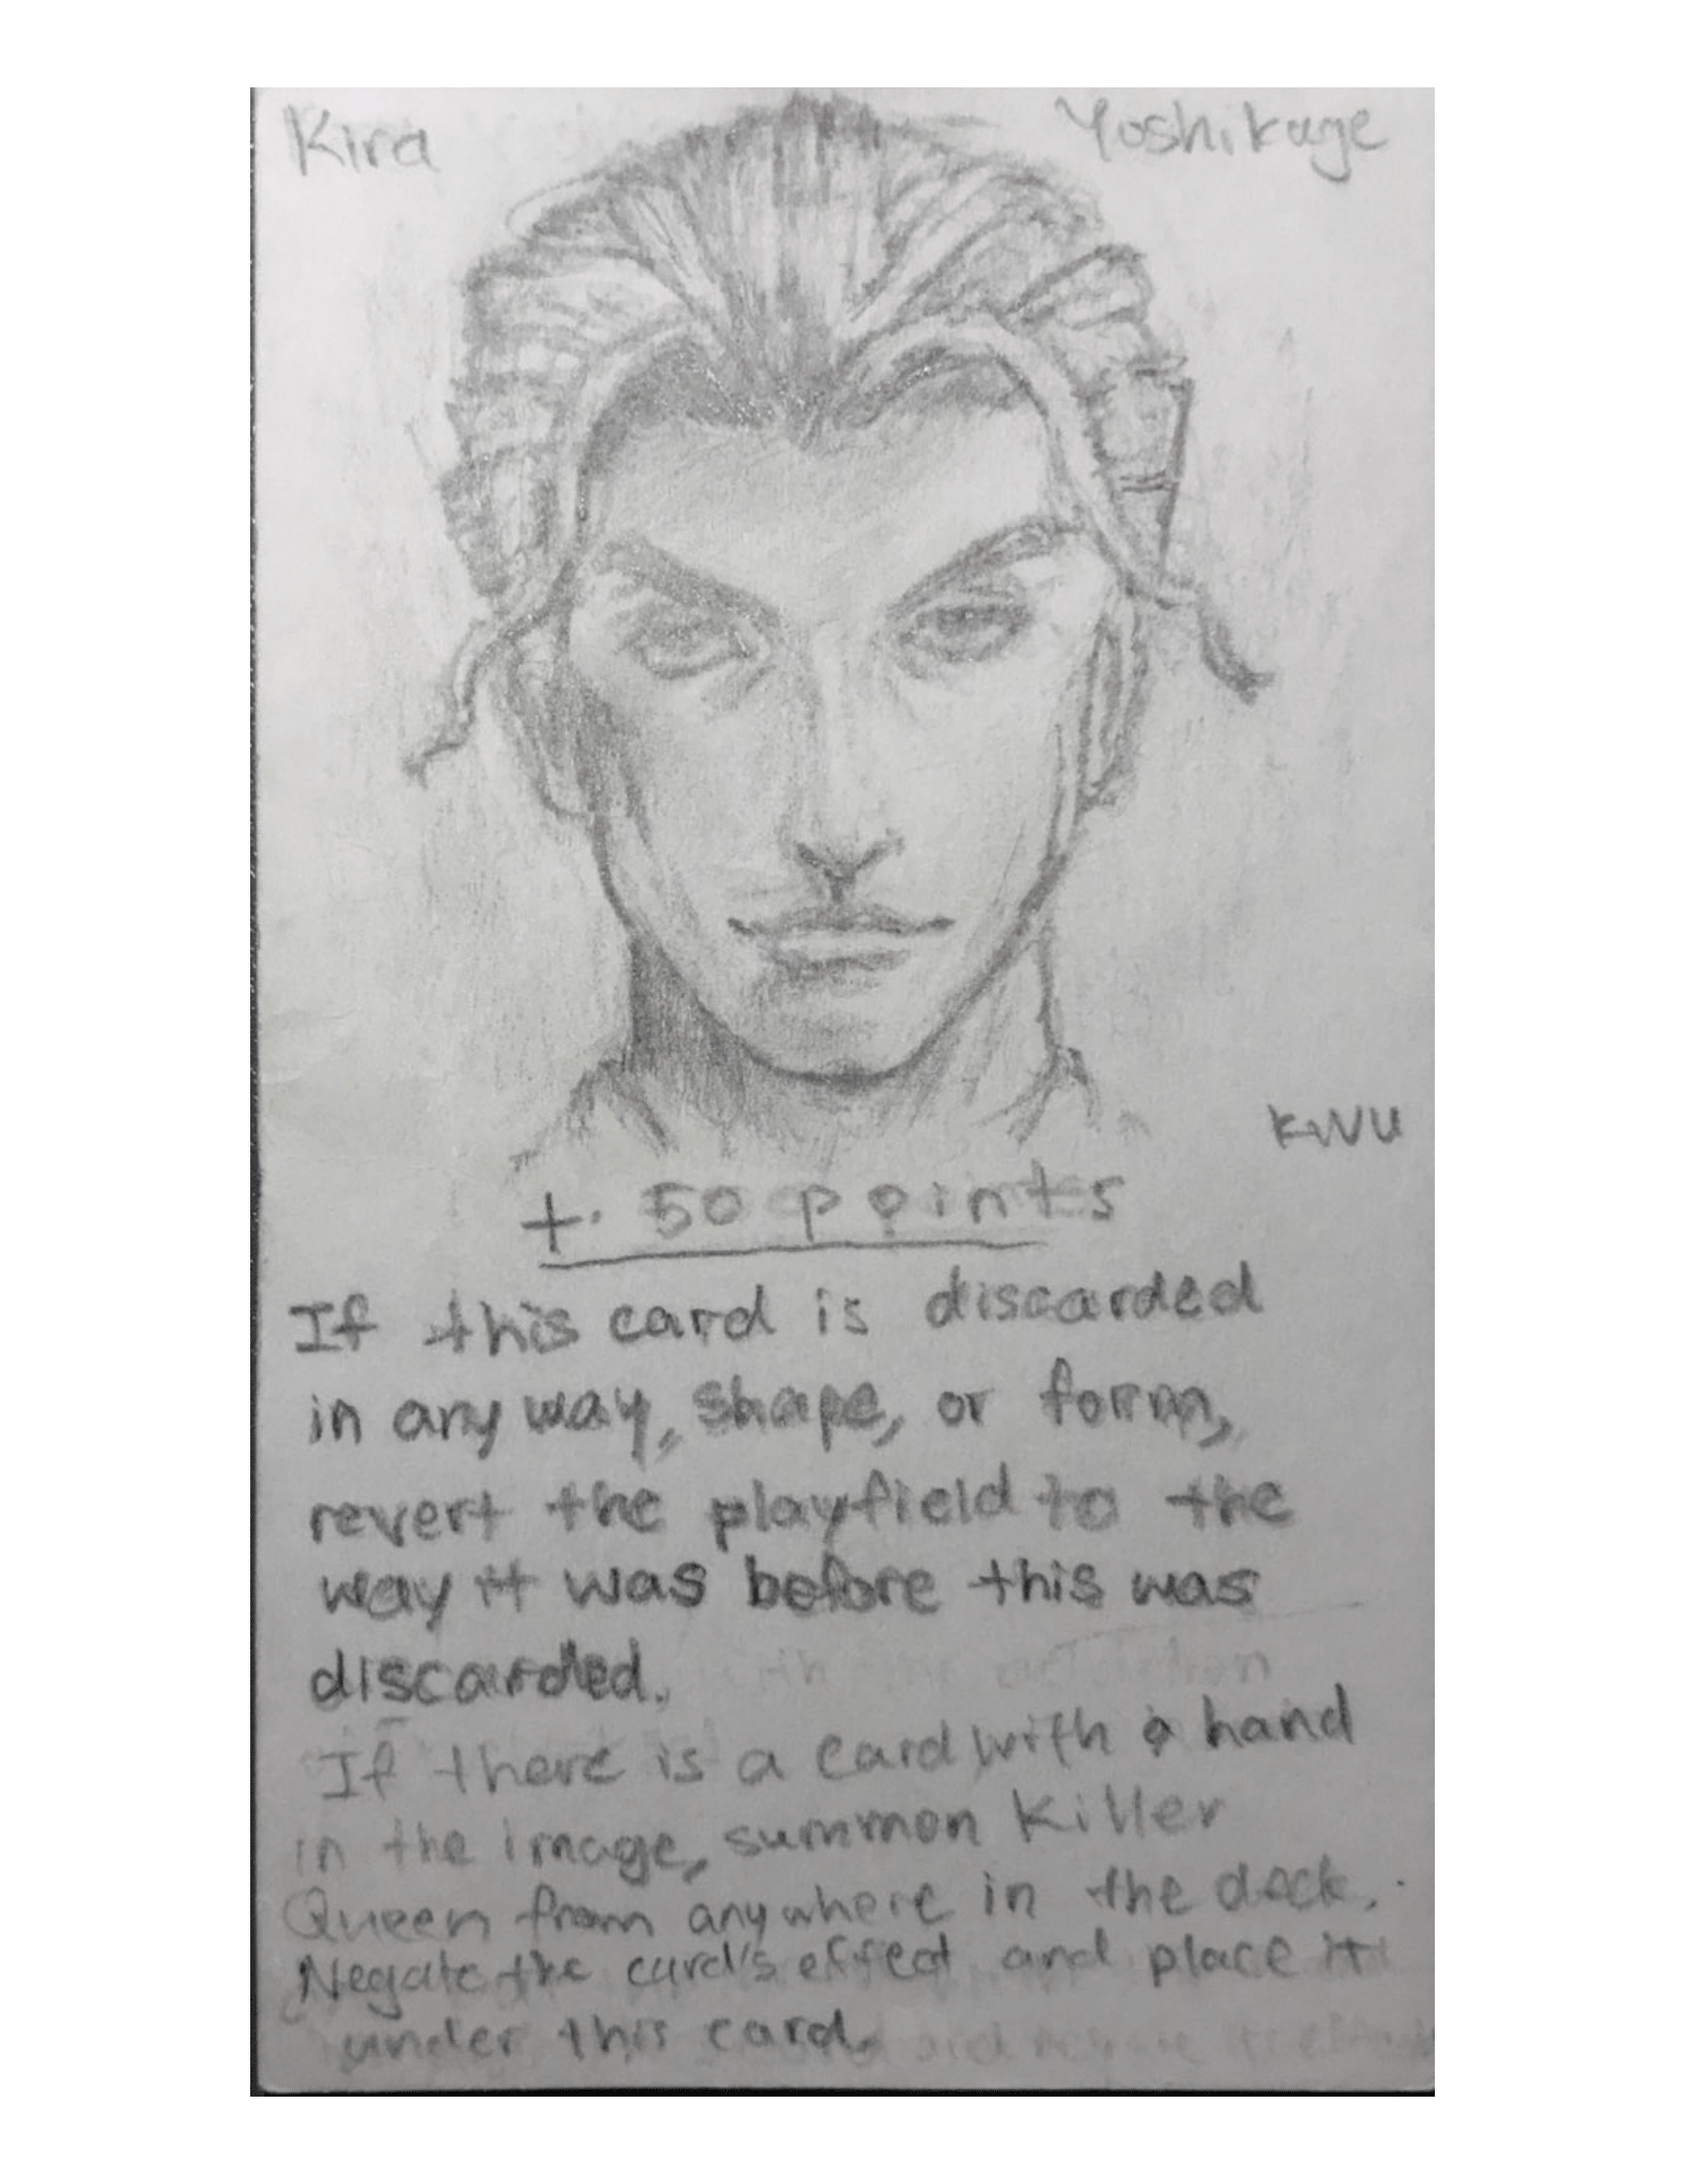 Kira Yoshikage
KWU
+. 50 points
If this card is discarded
in any way, shape, or form,
revert the playfield to the
way it was before this was
discarded.
If there is a card with a hand
in the image, summon Killer
Queen from anywhere in the deck.
Negate the card's effect and place it
under this card.